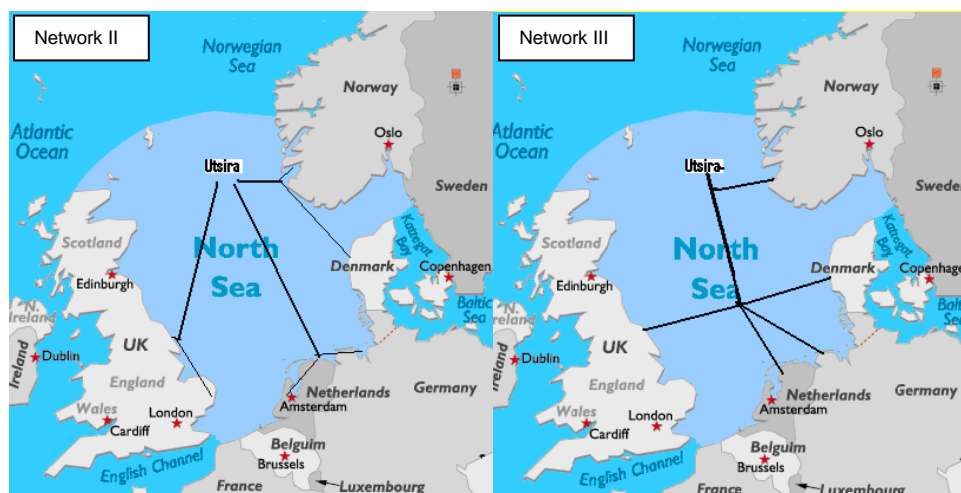 Network II
Norwegian
Sea
Norway
Oslo
Atlantic
Ocean
Utsira
Sweden
Scotland
North
Sea
Kattegat
Bay
Denmark
Copenhagen
Edinburgh
Baltic
Sea
N.
Ireland
UK
Dublin
Ireland
England
Netherlands
Germany
Wales
London
Amsterdam
Cardiff
Belguim
Brussels
English Channel
France
Luxembourg
Network III
Norwegian
Sea
Norway
Oslo
Atlantic
Ocean
Utsira
Sweden
Scotland
North
Sea
Kattegat
Bay
Denmark
Copenhagen
Edinburgh
Baltic
Sea
N.
Ireland
UK
Dublin
Ireland
England
Netherlands
Germany
Wales
London
Amsterdam
Cardiff
Belguim
Brussels
English Channel
France
Luxembourg